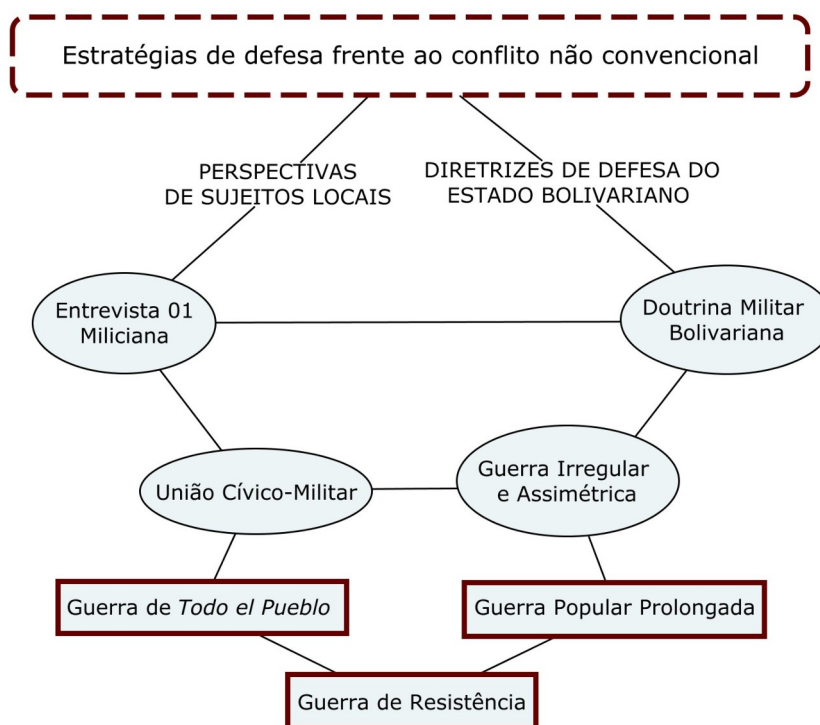 Estratégias de defesa frente ao conflito não convencional
PERSPECTIVAS
DE SUJEITOS LOCAIS
DIRETRIZES DE DEFESA DO
ESTADO BOLIVARIANO
Entrevista 01
Miliciana
Doutrina Militar
Bolivariana
União Cívico-Militar
Guerra Irregular
e Assimétrica
Guerra de Todo el Pueblo
Guerra Popular Prolongada
Guerra de Resistência